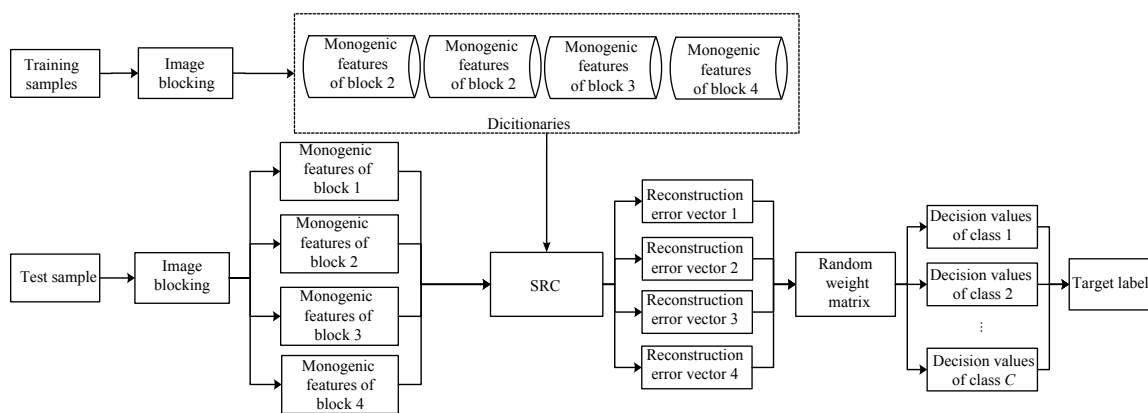 Training
samples
Image
blocking
Monogenic
features
of block 2
Monogenic
features
of block 2
Monogenic
features
of block 3
Monogenic
features
of block 4
Dicitionaries
Test sample
Image
blocking
Monogenic
features of
block 1
Monogenic
features of
block 2
Monogenic
features of
block 3
Monogenic
features of
block 4
SRC
Reconstruction
error vector 1
Reconstruction
error vector 2
Reconstruction
error vector 3
Reconstruction
error vector 4
Random
weight
matrix
Decision values
of class 1
Decision values
of class 2
⋮
Decision values
of class C
Target label